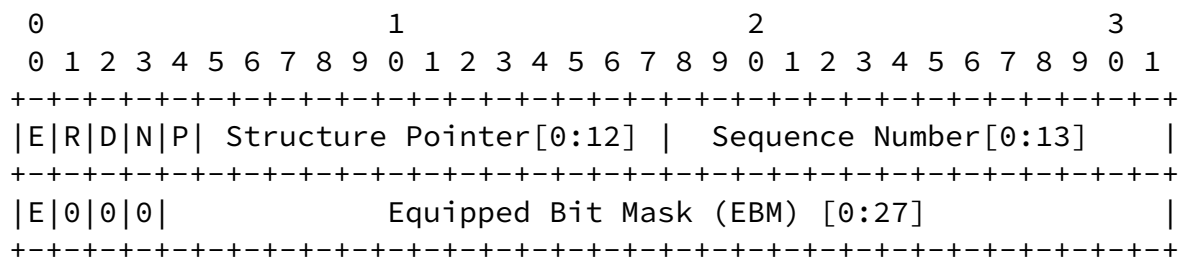 0                   1                   2                   3
 0 1 2 3 4 5 6 7 8 9 0 1 2 3 4 5 6 7 8 9 0 1 2 3 4 5 6 7 8 9 0 1
+-+-+-+-+-+-+-+-+-+-+-+-+-+-+-+-+-+-+-+-+-+-+-+-+-+-+-+-+-+-+-+-+
|E|R|D|N|P| Structure Pointer[0:12] |  Sequence Number[0:13]    |
+-+-+-+-+-+-+-+-+-+-+-+-+-+-+-+-+-+-+-+-+-+-+-+-+-+-+-+-+-+-+-+-+
|E|0|0|0|            Equipped Bit Mask (EBM) [0:27]             |
+-+-+-+-+-+-+-+-+-+-+-+-+-+-+-+-+-+-+-+-+-+-+-+-+-+-+-+-+-+-+-+-+